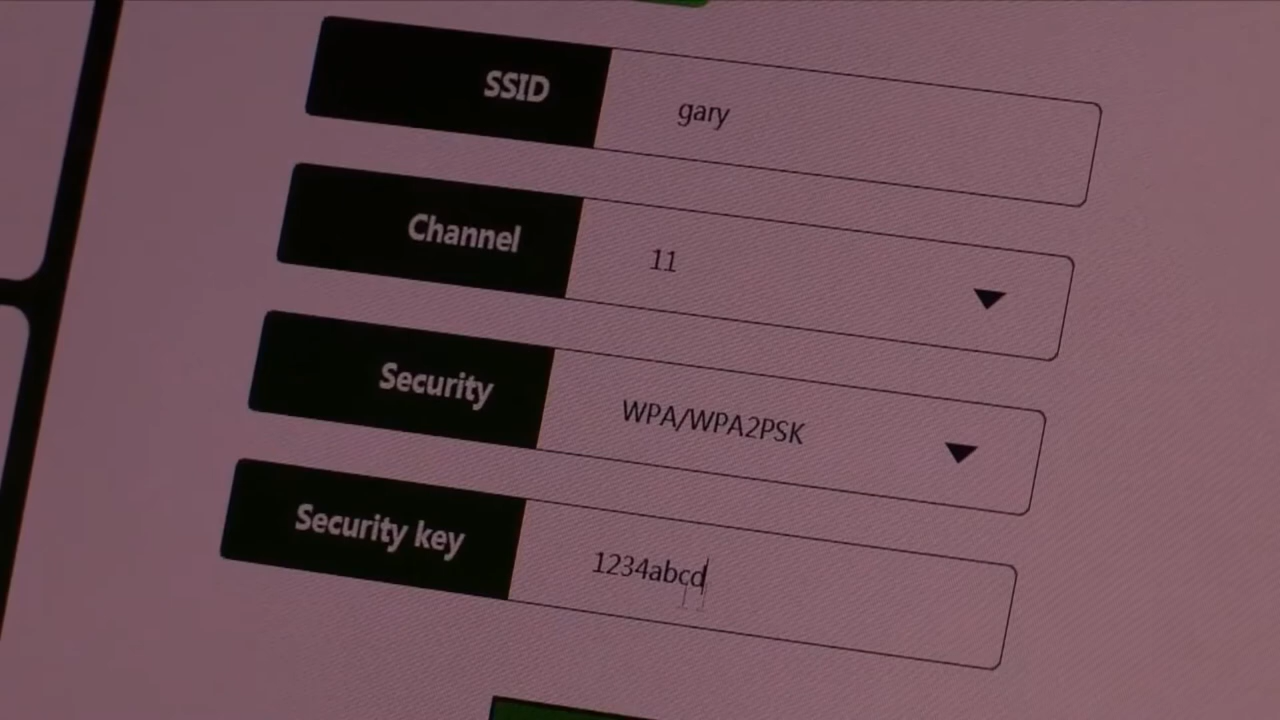 SSID gary
Channel 11
Security WPA/WPA2PSK
Security key 1234abcd